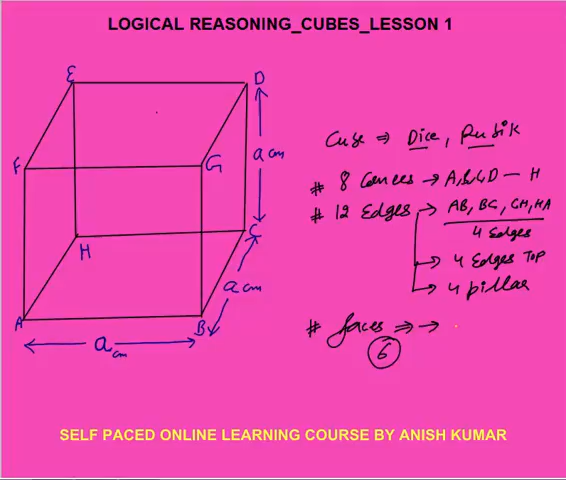 LOGICAL REASONING_CUBES_LESSON 1
E
D
F
G
a cm
H
C
A
B
a cm
a cm
Cube ⇒ Dice, Rubik
# 8 Corners → A,B,C,D — H
# 12 Edges → AB, BC, CH, HA
4 Edges
→ 4 Edges Top
→ 4 pillar
# faces ⇒ →
6
SELF PACED ONLINE LEARNING COURSE BY ANISH KUMAR